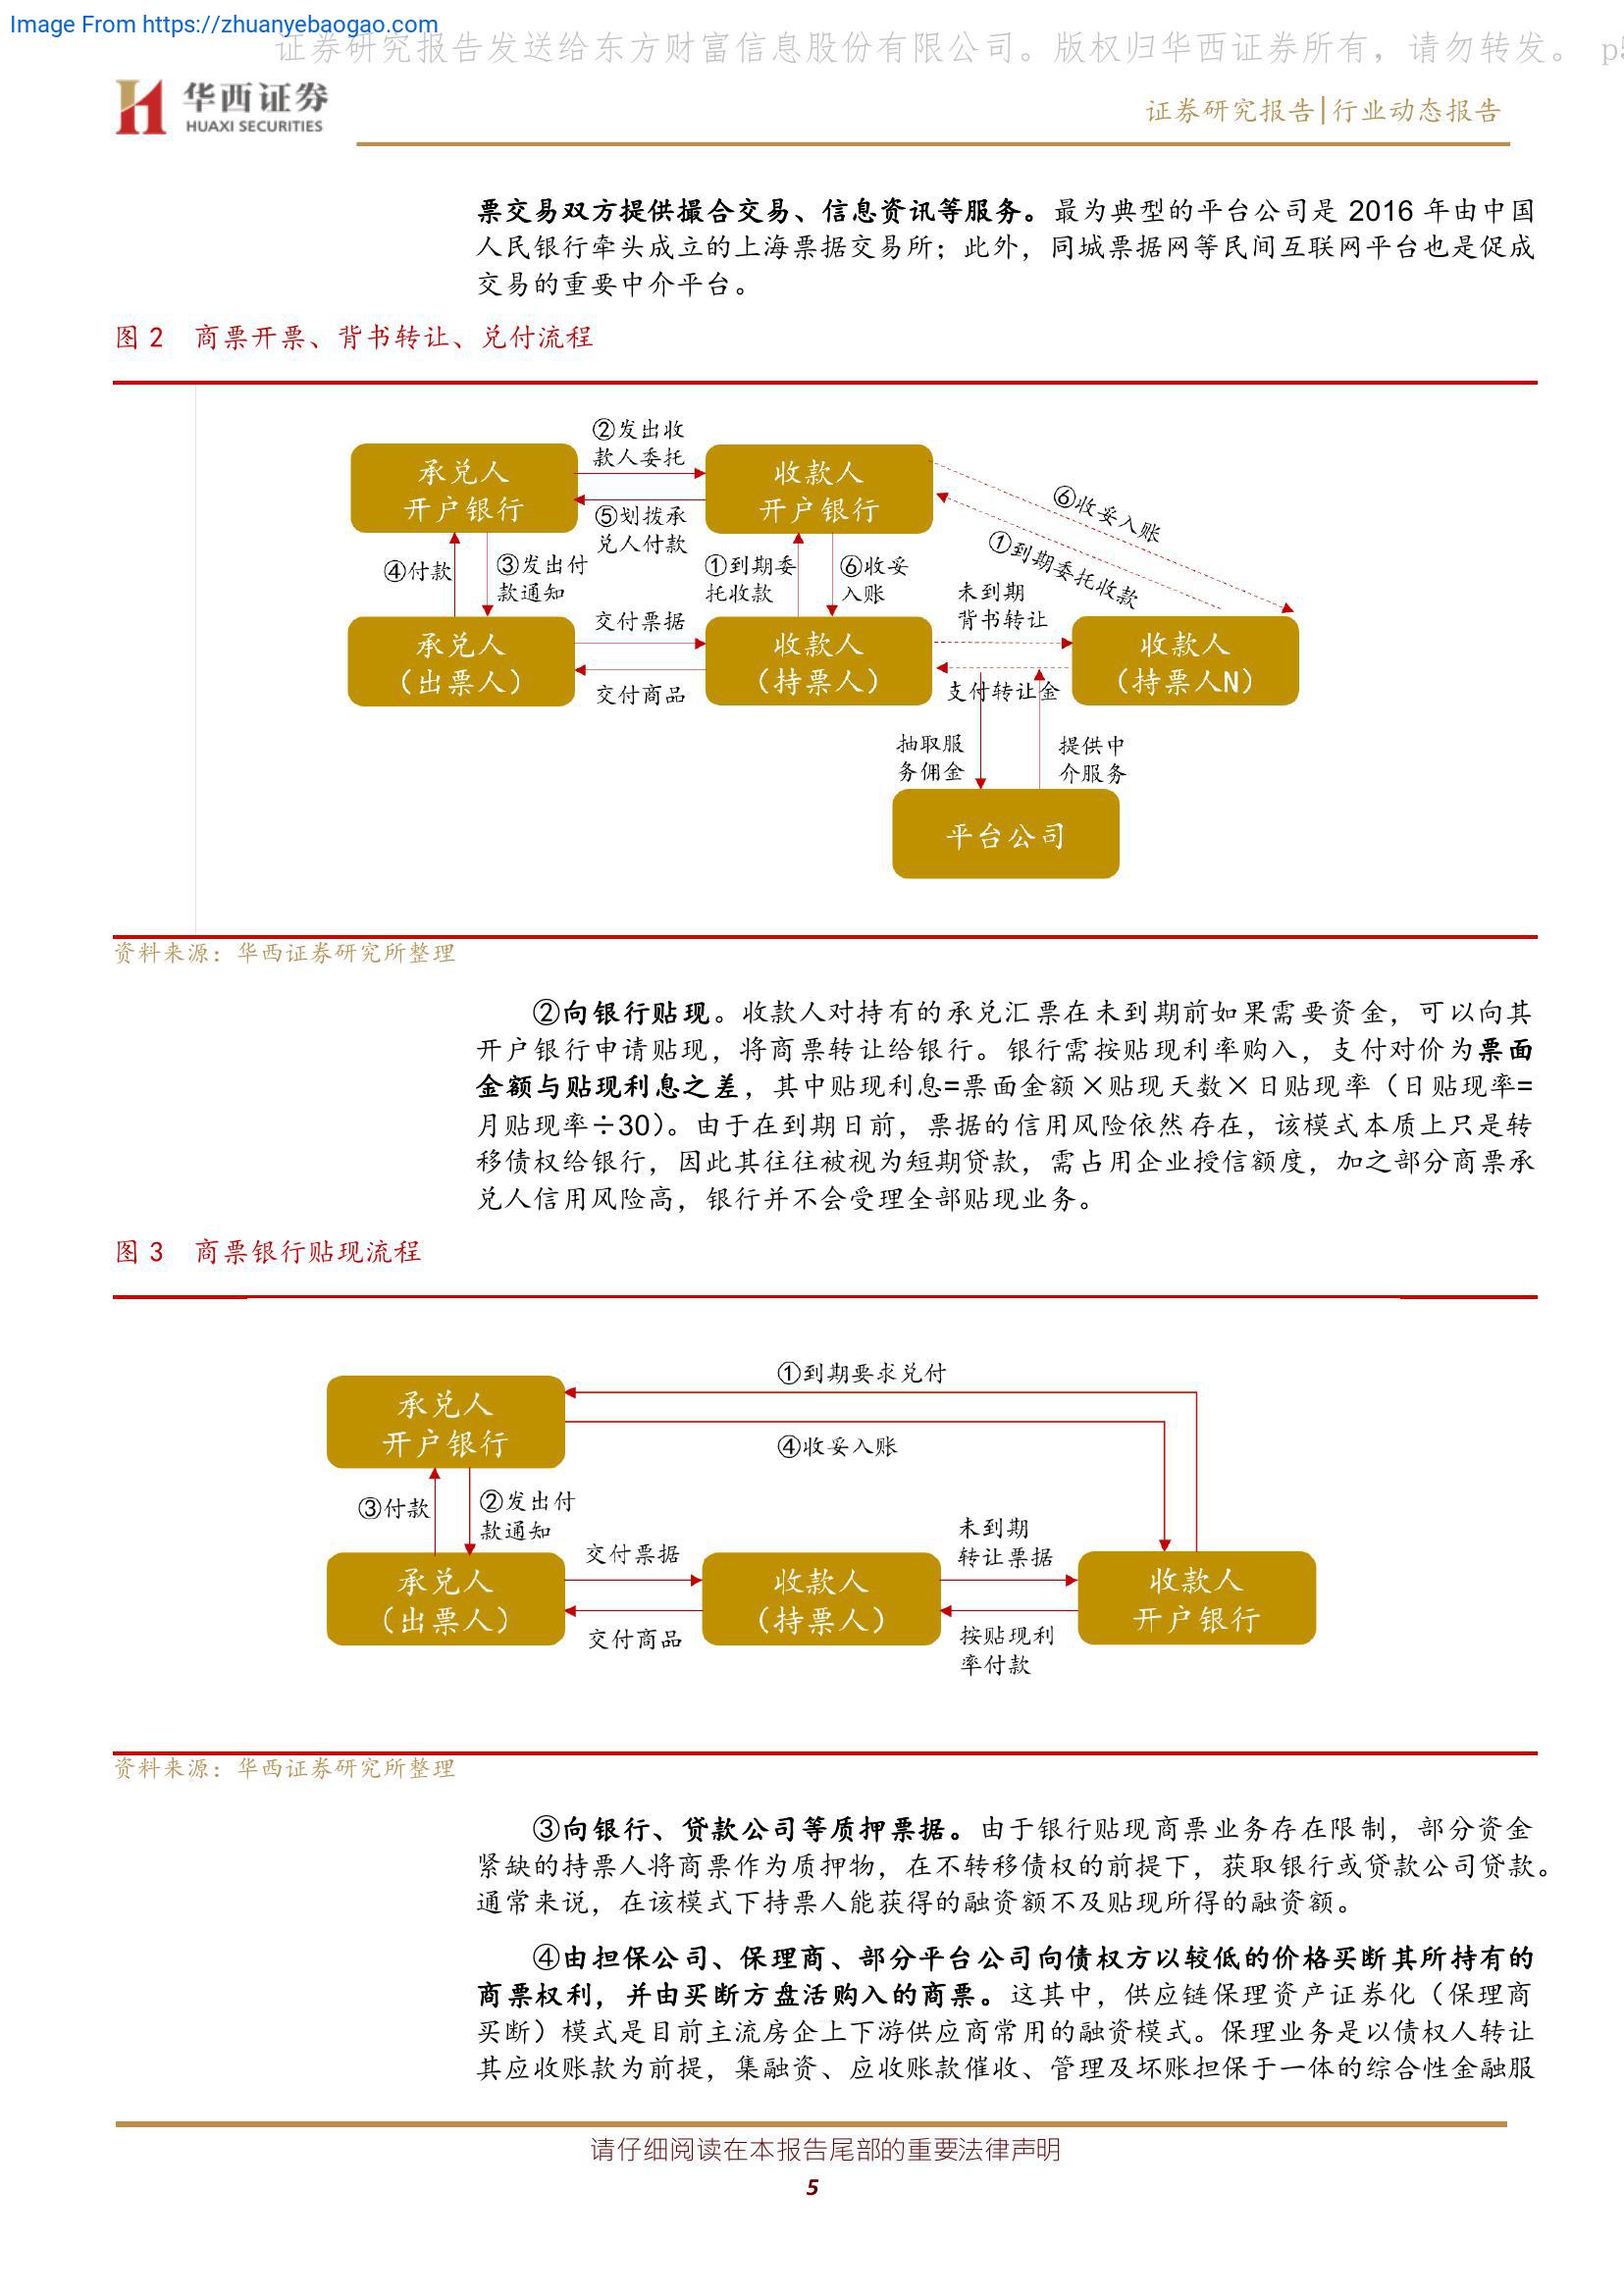 Image From https://zhuanyebaogao.com
证券研究报告发送给东方财富信息股份有限公司。版权归华西证券所有，请勿转发。 p5
华西证券
HUAXI SECURITIES
证券研究报告|行业动态报告
票交易双方提供撮合交易、信息资讯等服务。最为典型的平台公司是 2016 年由中国
人民银行牵头成立的上海票据交易所；此外，同城票据网等民间互联网平台也是促成
交易的重要中介平台。
图 2 商票开票、背书转让、兑付流程
②发出收
款人委托
承兑人
开户银行
收款人
开户银行
⑤划拨承
兑人付款
⑥收妥入账
①到期委托收款
④付款
③发出付
款通知
①到期委
托收款
⑥收妥
入账
未到期
背书转让
交付票据
承兑人
（出票人）
收款人
（持票人）
收款人
（持票人N）
交付商品
支付转让金
抽取服
务佣金
提供中
介服务
平台公司
资料来源：华西证券研究所整理
②向银行贴现。收款人对持有的承兑汇票在未到期前如果需要资金，可以向其
开户银行申请贴现，将商票转让给银行。银行需按贴现利率购入，支付对价为票面
金额与贴现利息之差，其中贴现利息=票面金额×贴现天数×日贴现率（日贴现率=
月贴现率÷30）。由于在到期日前，票据的信用风险依然存在，该模式本质上只是转
移债权给银行，因此其往往被视为短期贷款，需占用企业授信额度，加之部分商票承
兑人信用风险高，银行并不会受理全部贴现业务。
图 3 商票银行贴现流程
①到期要求兑付
承兑人
开户银行
④收妥入账
③付款
②发出付
款通知
交付票据
未到期
转让票据
承兑人
（出票人）
收款人
（持票人）
收款人
开户银行
交付商品
按贴现利
率付款
资料来源：华西证券研究所整理
③向银行、贷款公司等质押票据。由于银行贴现商票业务存在限制，部分资金
紧缺的持票人将商票作为质押物，在不转移债权的前提下，获取银行或贷款公司贷款。
通常来说，在该模式下持票人能获得的融资额不及贴现所得的融资额。
④由担保公司、保理商、部分平台公司向债权方以较低的价格买断其所持有的
商票权利，并由买断方盘活购入的商票。这其中，供应链保理资产证券化（保理商
买断）模式是目前主流房企上下游供应商常用的融资模式。保理业务是以债权人转让
其应收账款为前提，集融资、应收账款催收、管理及坏账担保于一体的综合性金融服
请仔细阅读在本报告尾部的重要法律声明
5